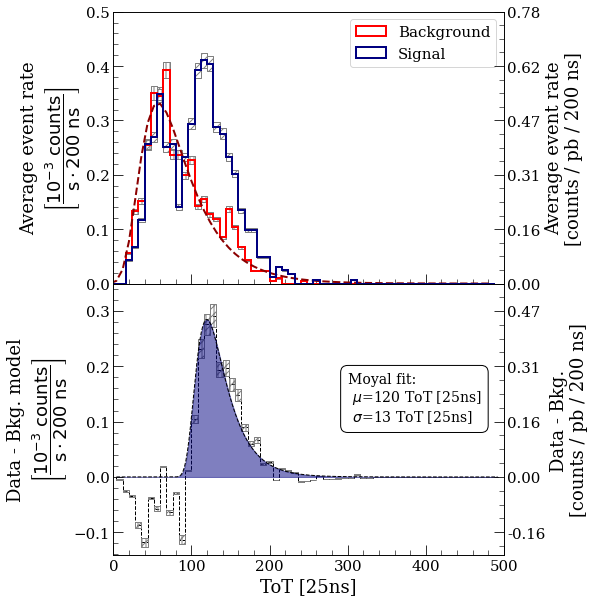 Background
Signal
Average event rate
[10⁻³ counts / s · 200 ns]
0.5
0.4
0.3
0.2
0.1
0.0
0.78
0.62
0.47
0.31
0.16
0.00
Average event rate
[counts / pb / 200 ns]
Data - Bkg. model
[10⁻³ counts / s · 200 ns]
0.3
0.2
0.1
0.0
−0.1
Moyal fit:
μ=120 ToT [25ns]
σ=13 ToT [25ns]
0.47
0.31
0.16
0.00
-0.16
Data - Bkg.
[counts / pb / 200 ns]
0 100 200 300 400 500
ToT [25ns]